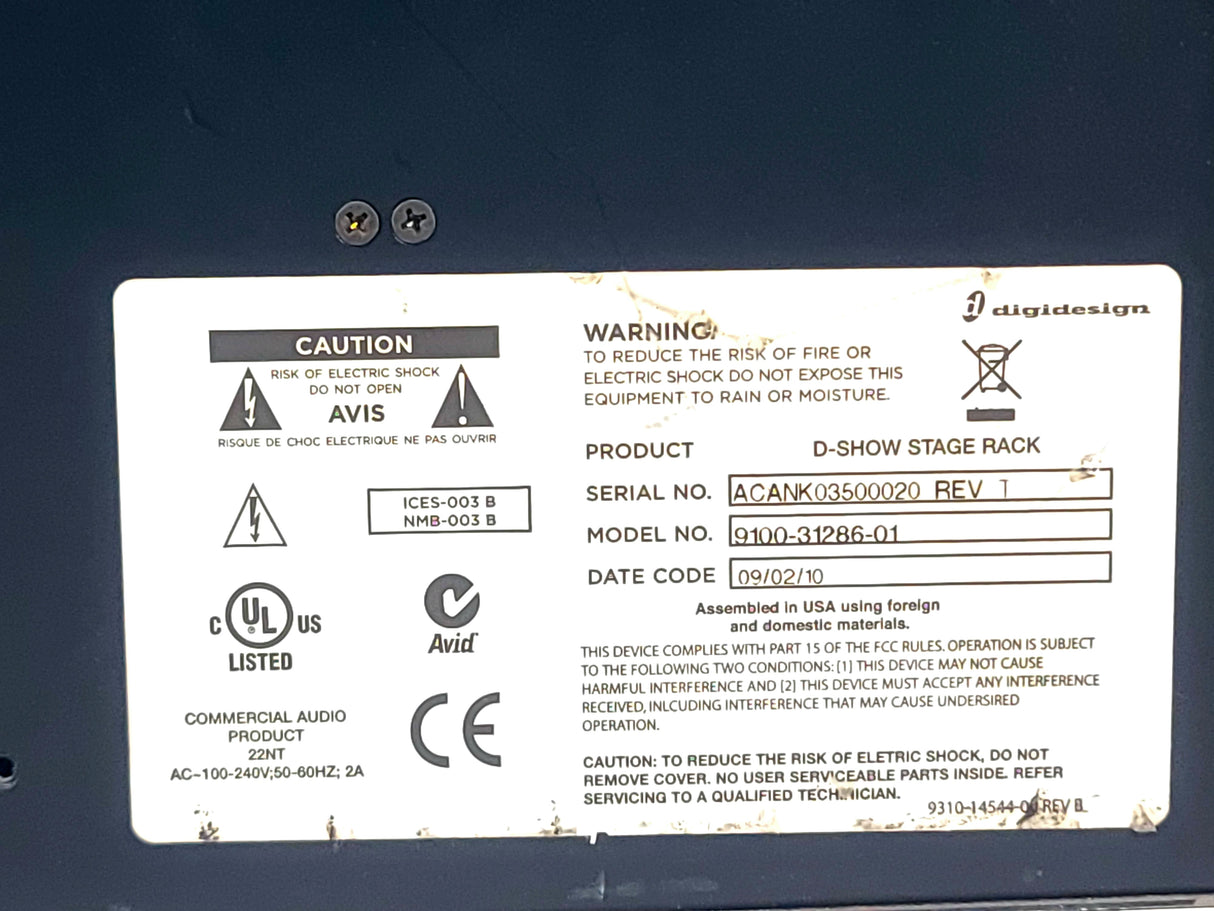 CAUTION
RISK OF ELECTRIC SHOCK
DO NOT OPEN
AVIS
RISQUE DE CHOC ELECTRIQUE NE PAS OUVRIR
ICES-003 B
NMB-003 B
C UL US
®
LISTED
Avid
COMMERCIAL AUDIO
PRODUCT
22NT
AC~100-240V;50-60HZ; 2A
CE
digidesign
WARNING:
TO REDUCE THE RISK OF FIRE OR
ELECTRIC SHOCK DO NOT EXPOSE THIS
EQUIPMENT TO RAIN OR MOISTURE.
PRODUCT D-SHOW STAGE RACK
SERIAL NO. ACANK03500020 REV
MODEL NO. 9100-31286-01
DATE CODE 09/02/10
Assembled in USA using foreign
and domestic materials.
THIS DEVICE COMPLIES WITH PART 15 OF THE FCC RULES. OPERATION IS SUBJECT
TO THE FOLLOWING TWO CONDITIONS: (1) THIS DEVICE MAY NOT CAUSE
HARMFUL INTERFERENCE AND (2) THIS DEVICE MUST ACCEPT ANY INTERFERENCE
RECEIVED, INLCUDING INTERFERENCE THAT MAY CAUSE UNDERSIRED
OPERATION.
CAUTION: TO REDUCE THE RISK OF ELETRIC SHOCK, DO NOT
REMOVE COVER. NO USER SERVICEABLE PARTS INSIDE. REFER
SERVICING TO A QUALIFIED TECHNICIAN.
9310-14544-00 REV B